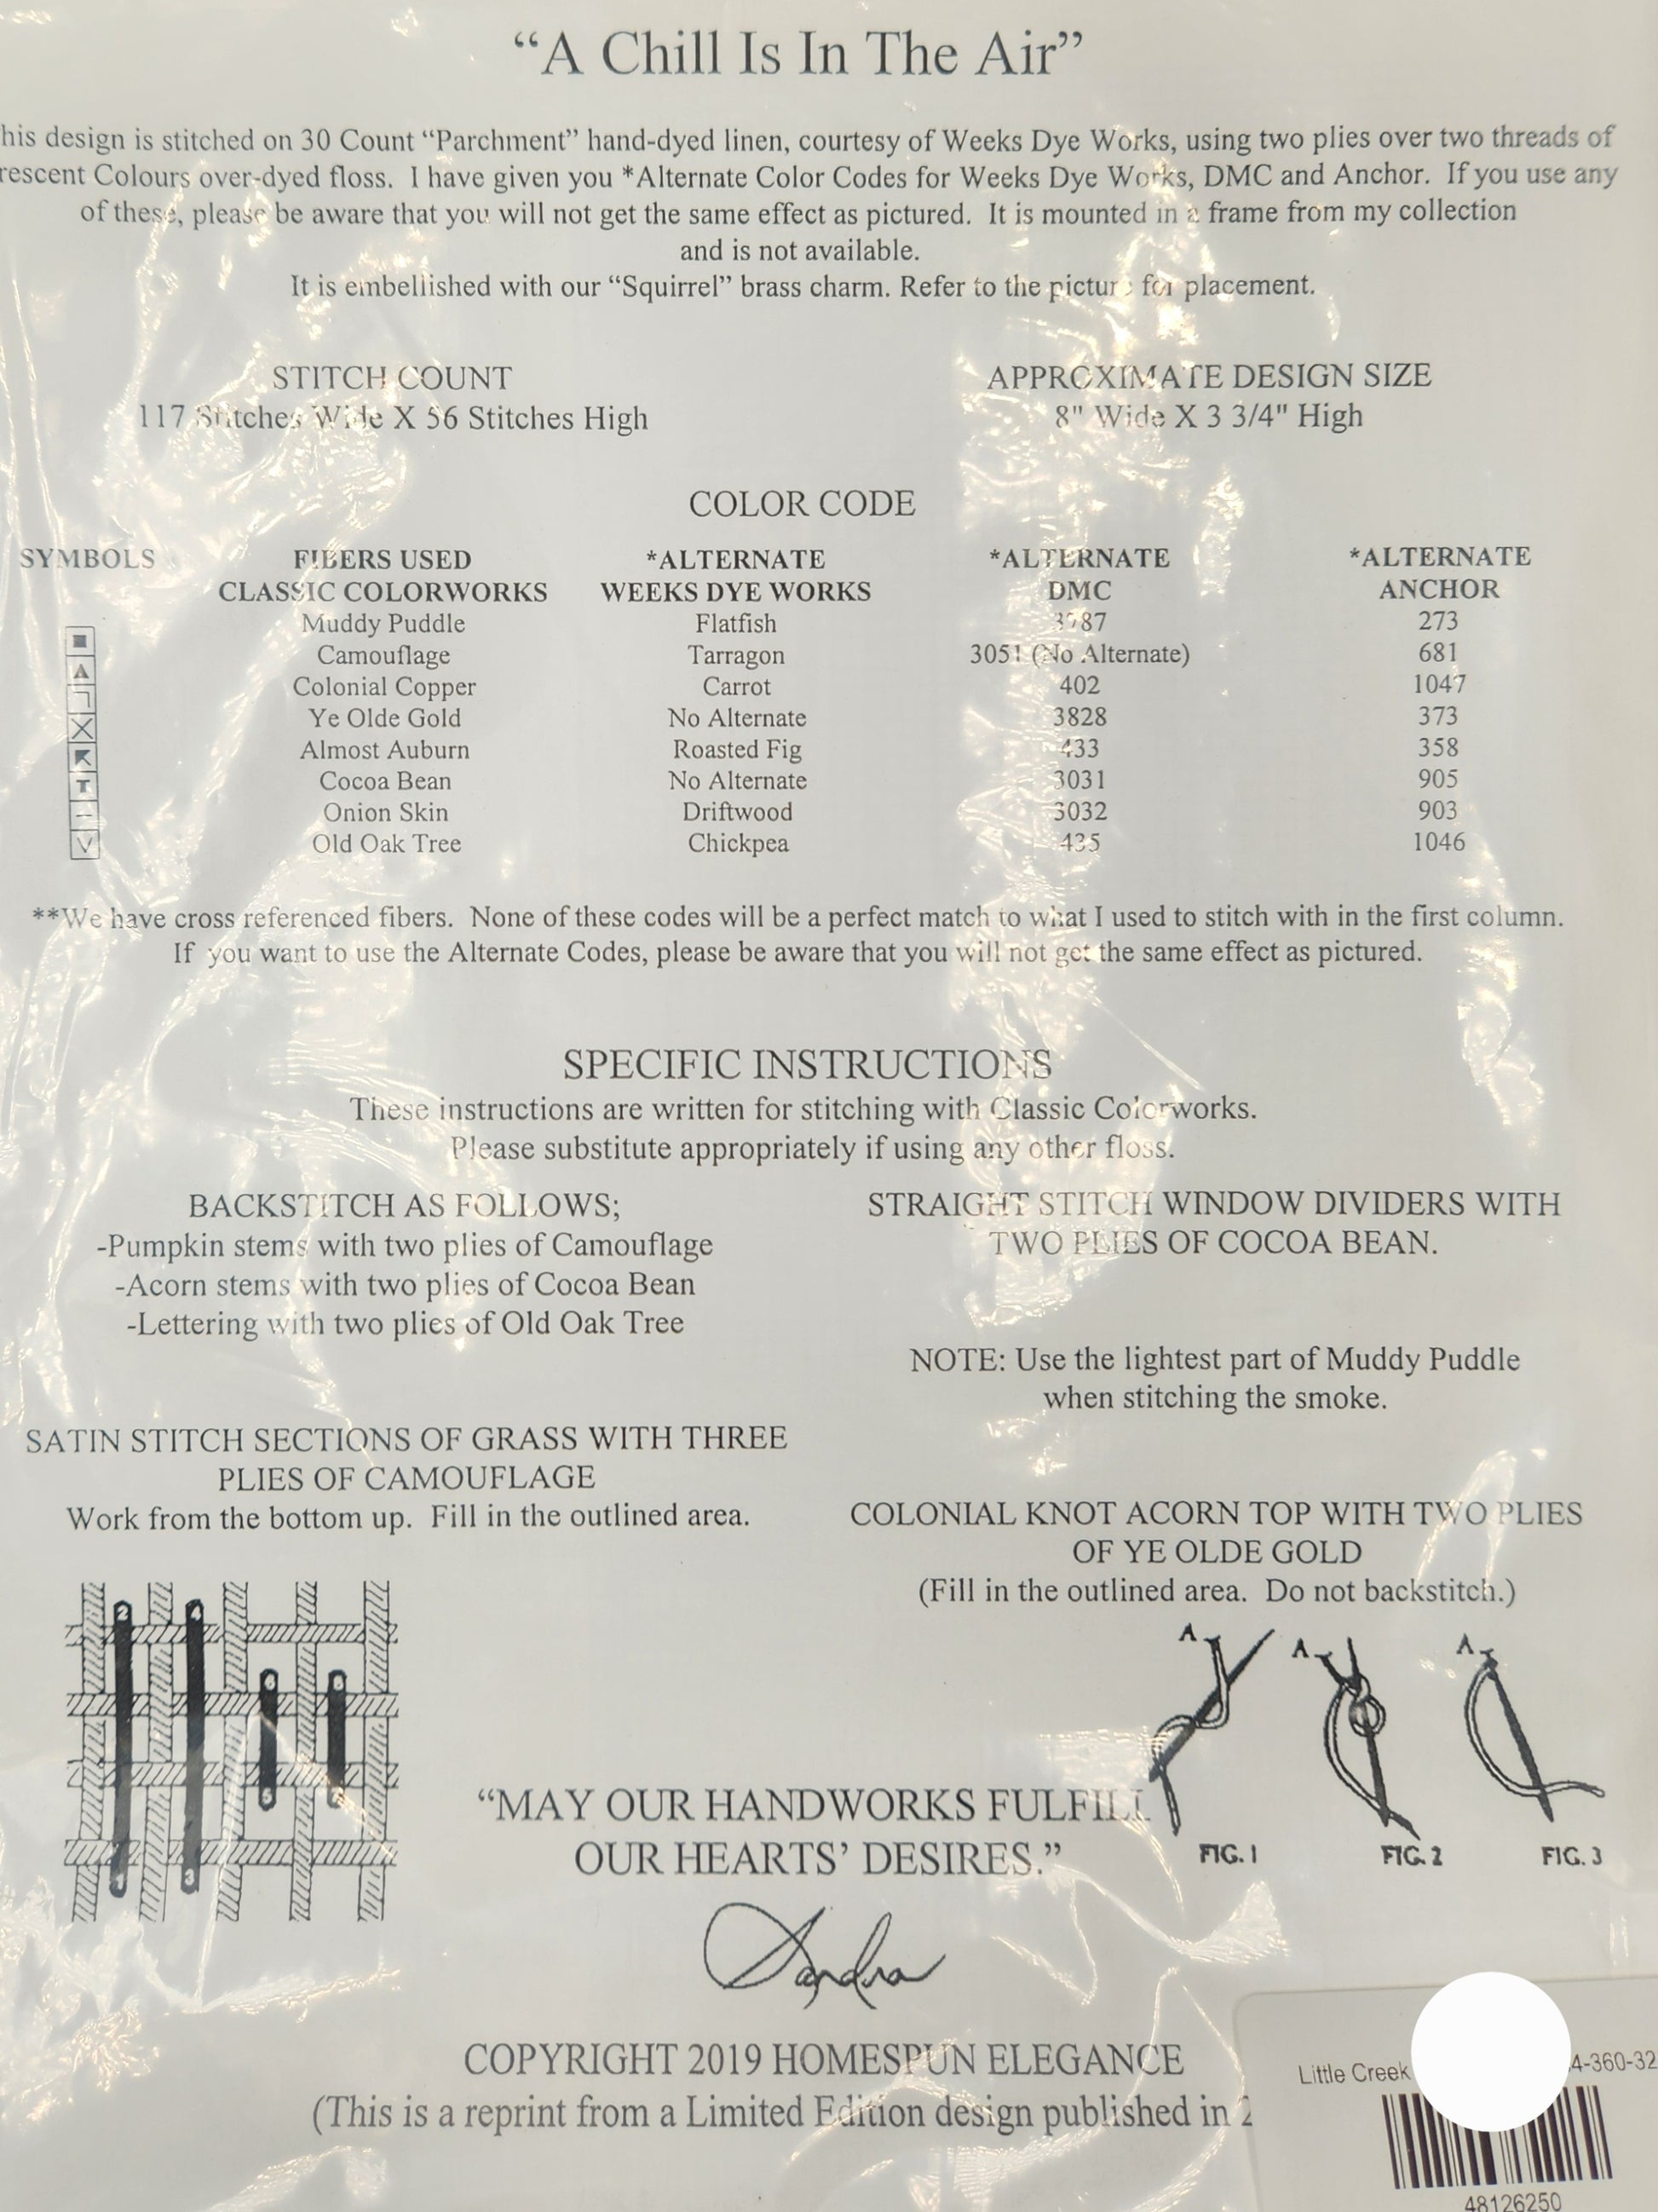 “A Chill Is In The Air”
his design is stitched on 30 Count “Parchment” hand-dyed linen, courtesy of Weeks Dye Works, using two plies over two threads of
rescent Colours over-dyed floss. I have given you *Alternate Color Codes for Weeks Dye Works, DMC and Anchor. If you use any
of these, please be aware that you will not get the same effect as pictured. It is mounted in a frame from my collection
and is not available.
It is embellished with our “Squirrel” brass charm. Refer to the picture for placement.
STITCH COUNT APPROXIMATE DESIGN SIZE
117 Stitches Wide X 56 Stitches High 8" Wide X 3 3/4" High
COLOR CODE
SYMBOLS FIBERS USED *ALTERNATE *ALTERNATE *ALTERNATE
CLASSIC COLORWORKS WEEKS DYE WORKS DMC ANCHOR
Muddy Puddle Flatfish 3787 273
Camouflage Tarragon 3051 (No Alternate) 681
Colonial Copper Carrot 402 1047
Ye Olde Gold No Alternate 3828 373
Almost Auburn Roasted Fig 433 358
Cocoa Bean No Alternate 3031 905
Onion Skin Driftwood 3032 903
Old Oak Tree Chickpea 435 1046
**We have cross referenced fibers. None of these codes will be a perfect match to what I used to stitch with in the first column.
If you want to use the Alternate Codes, please be aware that you will not get the same effect as pictured.
SPECIFIC INSTRUCTIONS
These instructions are written for stitching with Classic Colorworks.
Please substitute appropriately if using any other floss.
BACKSTITCH AS FOLLOWS;
-Pumpkin stems with two plies of Camouflage
-Acorn stems with two plies of Cocoa Bean
-Lettering with two plies of Old Oak Tree
STRAIGHT STITCH WINDOW DIVIDERS WITH
TWO PLIES OF COCOA BEAN.
NOTE: Use the lightest part of Muddy Puddle
when stitching the smoke.
SATIN STITCH SECTIONS OF GRASS WITH THREE
PLIES OF CAMOUFLAGE
Work from the bottom up. Fill in the outlined area.
COLONIAL KNOT ACORN TOP WITH TWO PLIES
OF YE OLDE GOLD
(Fill in the outlined area. Do not backstitch.)
2 4
3
A A A
FIG. 1 FIG. 2 FIG. 3
“MAY OUR HANDWORKS FULFILL
OUR HEARTS’ DESIRES.”
Sandra
COPYRIGHT 2019 HOMESPUN ELEGANCE
(This is a reprint from a Limited Edition design published in 2
Little Creek 4-360-32
48126250